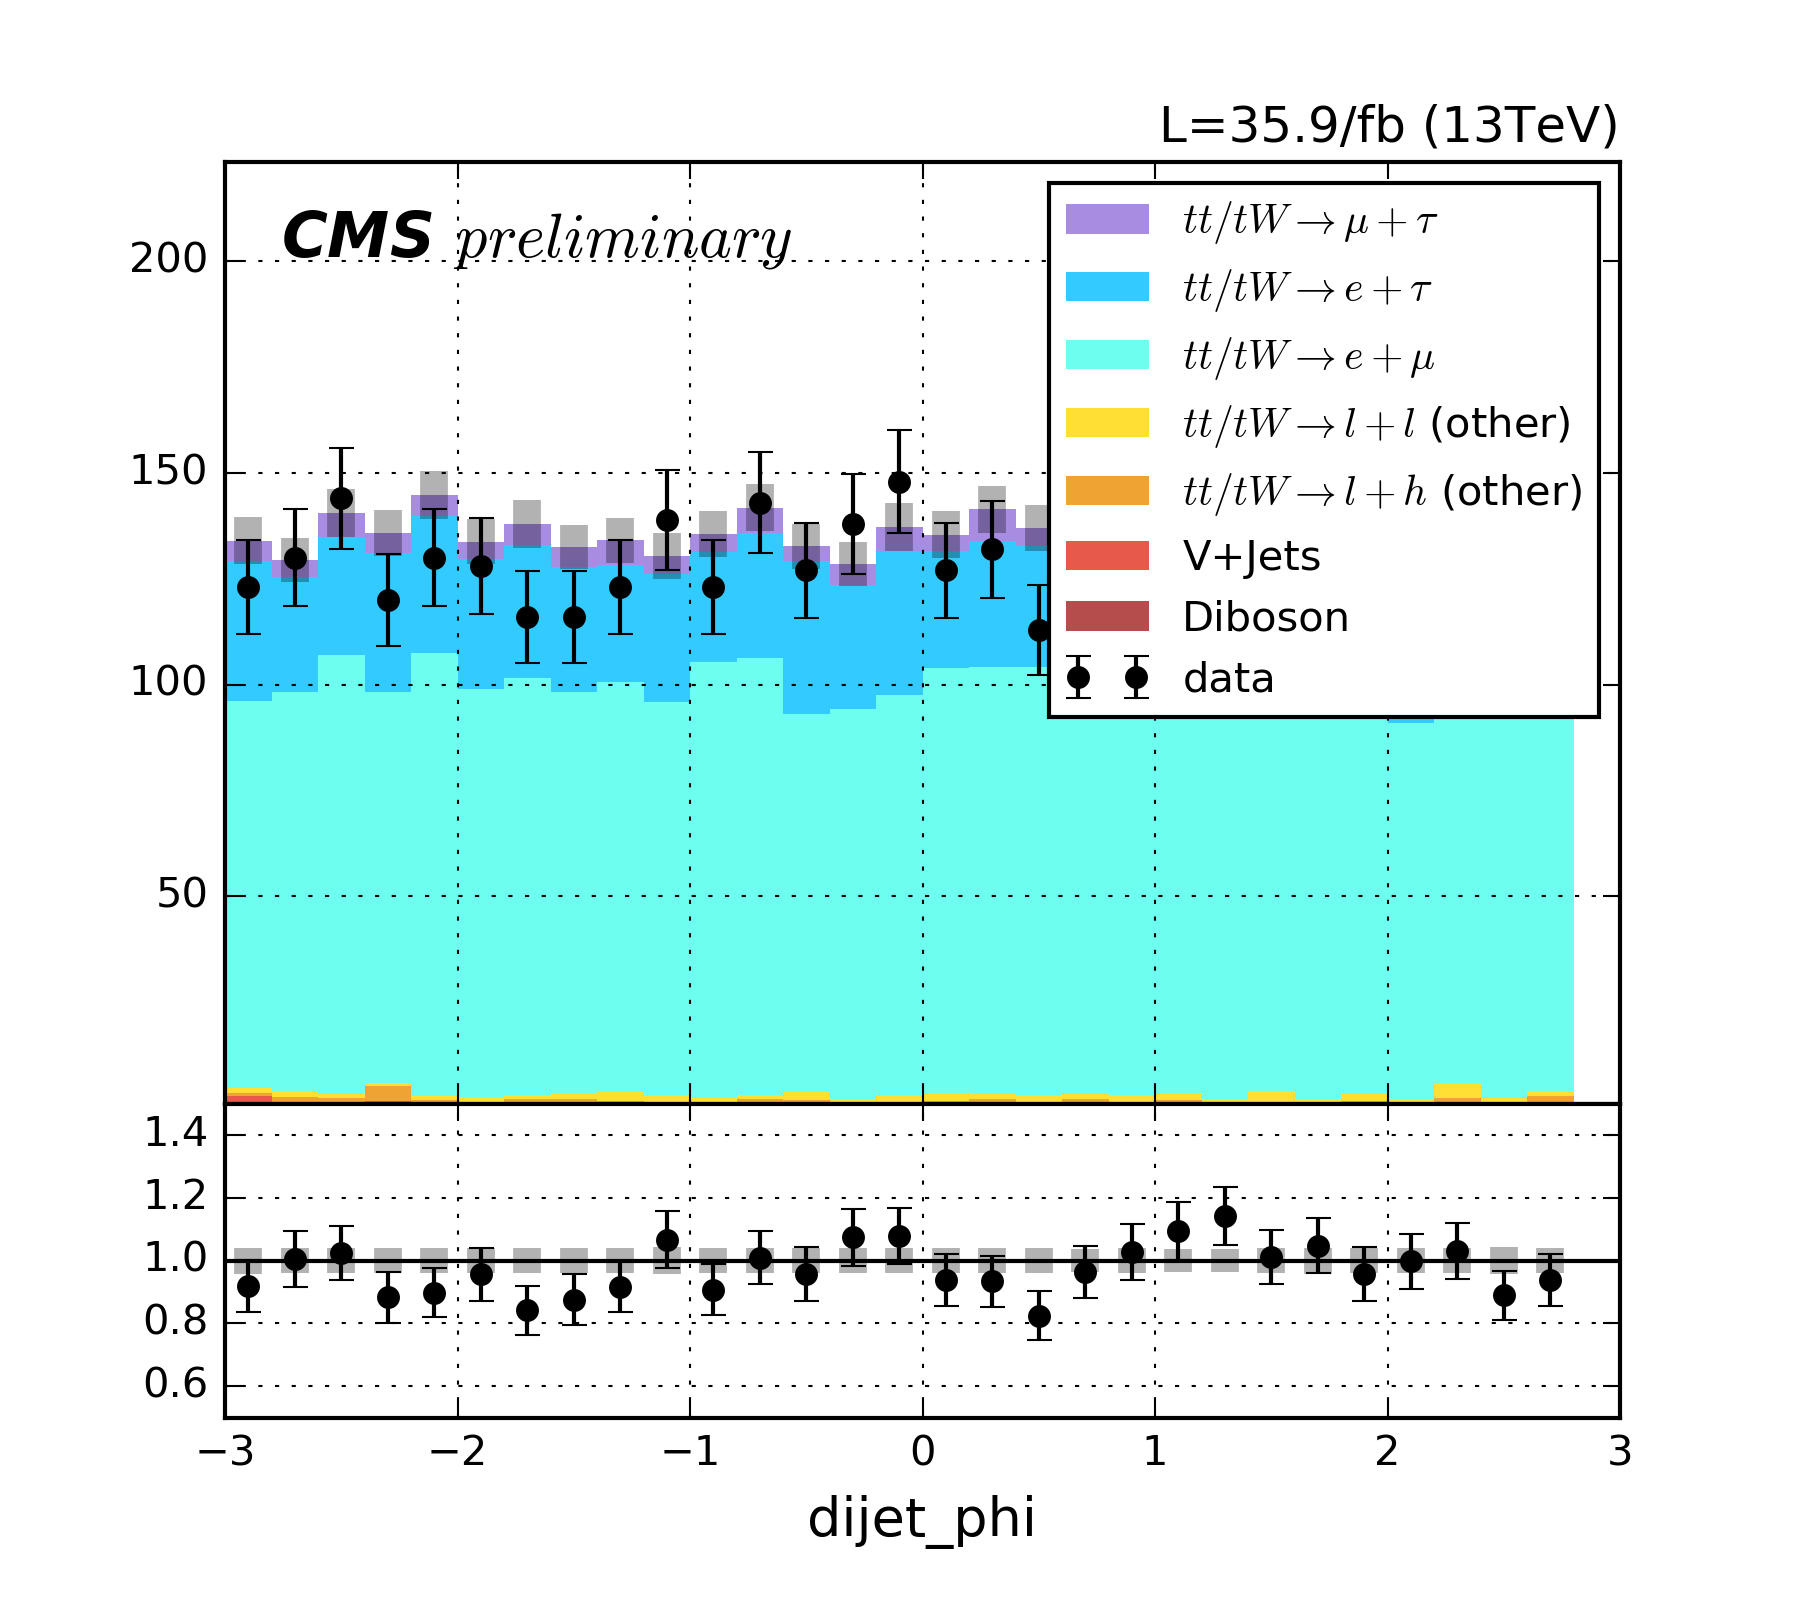 L=35.9/fb (13TeV)
CMS preliminary
tt/tW→μ+τ
tt/tW→e+τ
tt/tW→e+μ
tt/tW→l+l (other)
tt/tW→l+h (other)
V+Jets
Diboson
data
200
150
100
50
1.4
1.2
1.0
0.8
0.6
−3 −2 −1 0 1 2 3
dijet_phi